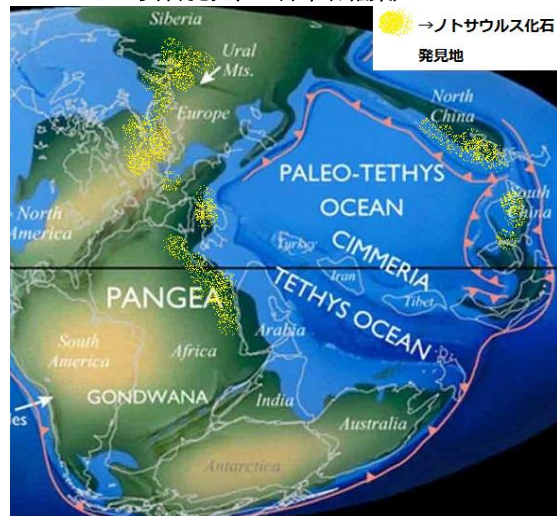 →ノトサウルス化石
発見地
Siberia
Ural
Mts.
Europe
North
China
PALEO-TETHYS
OCEAN
South
China
North
America
CIMMERIA
Turkey
Iran
Tibet
PANGEA
TETHYS OCEAN
Arabia
South
America
Africa
GONDWANA
India
Australia
Antarctica